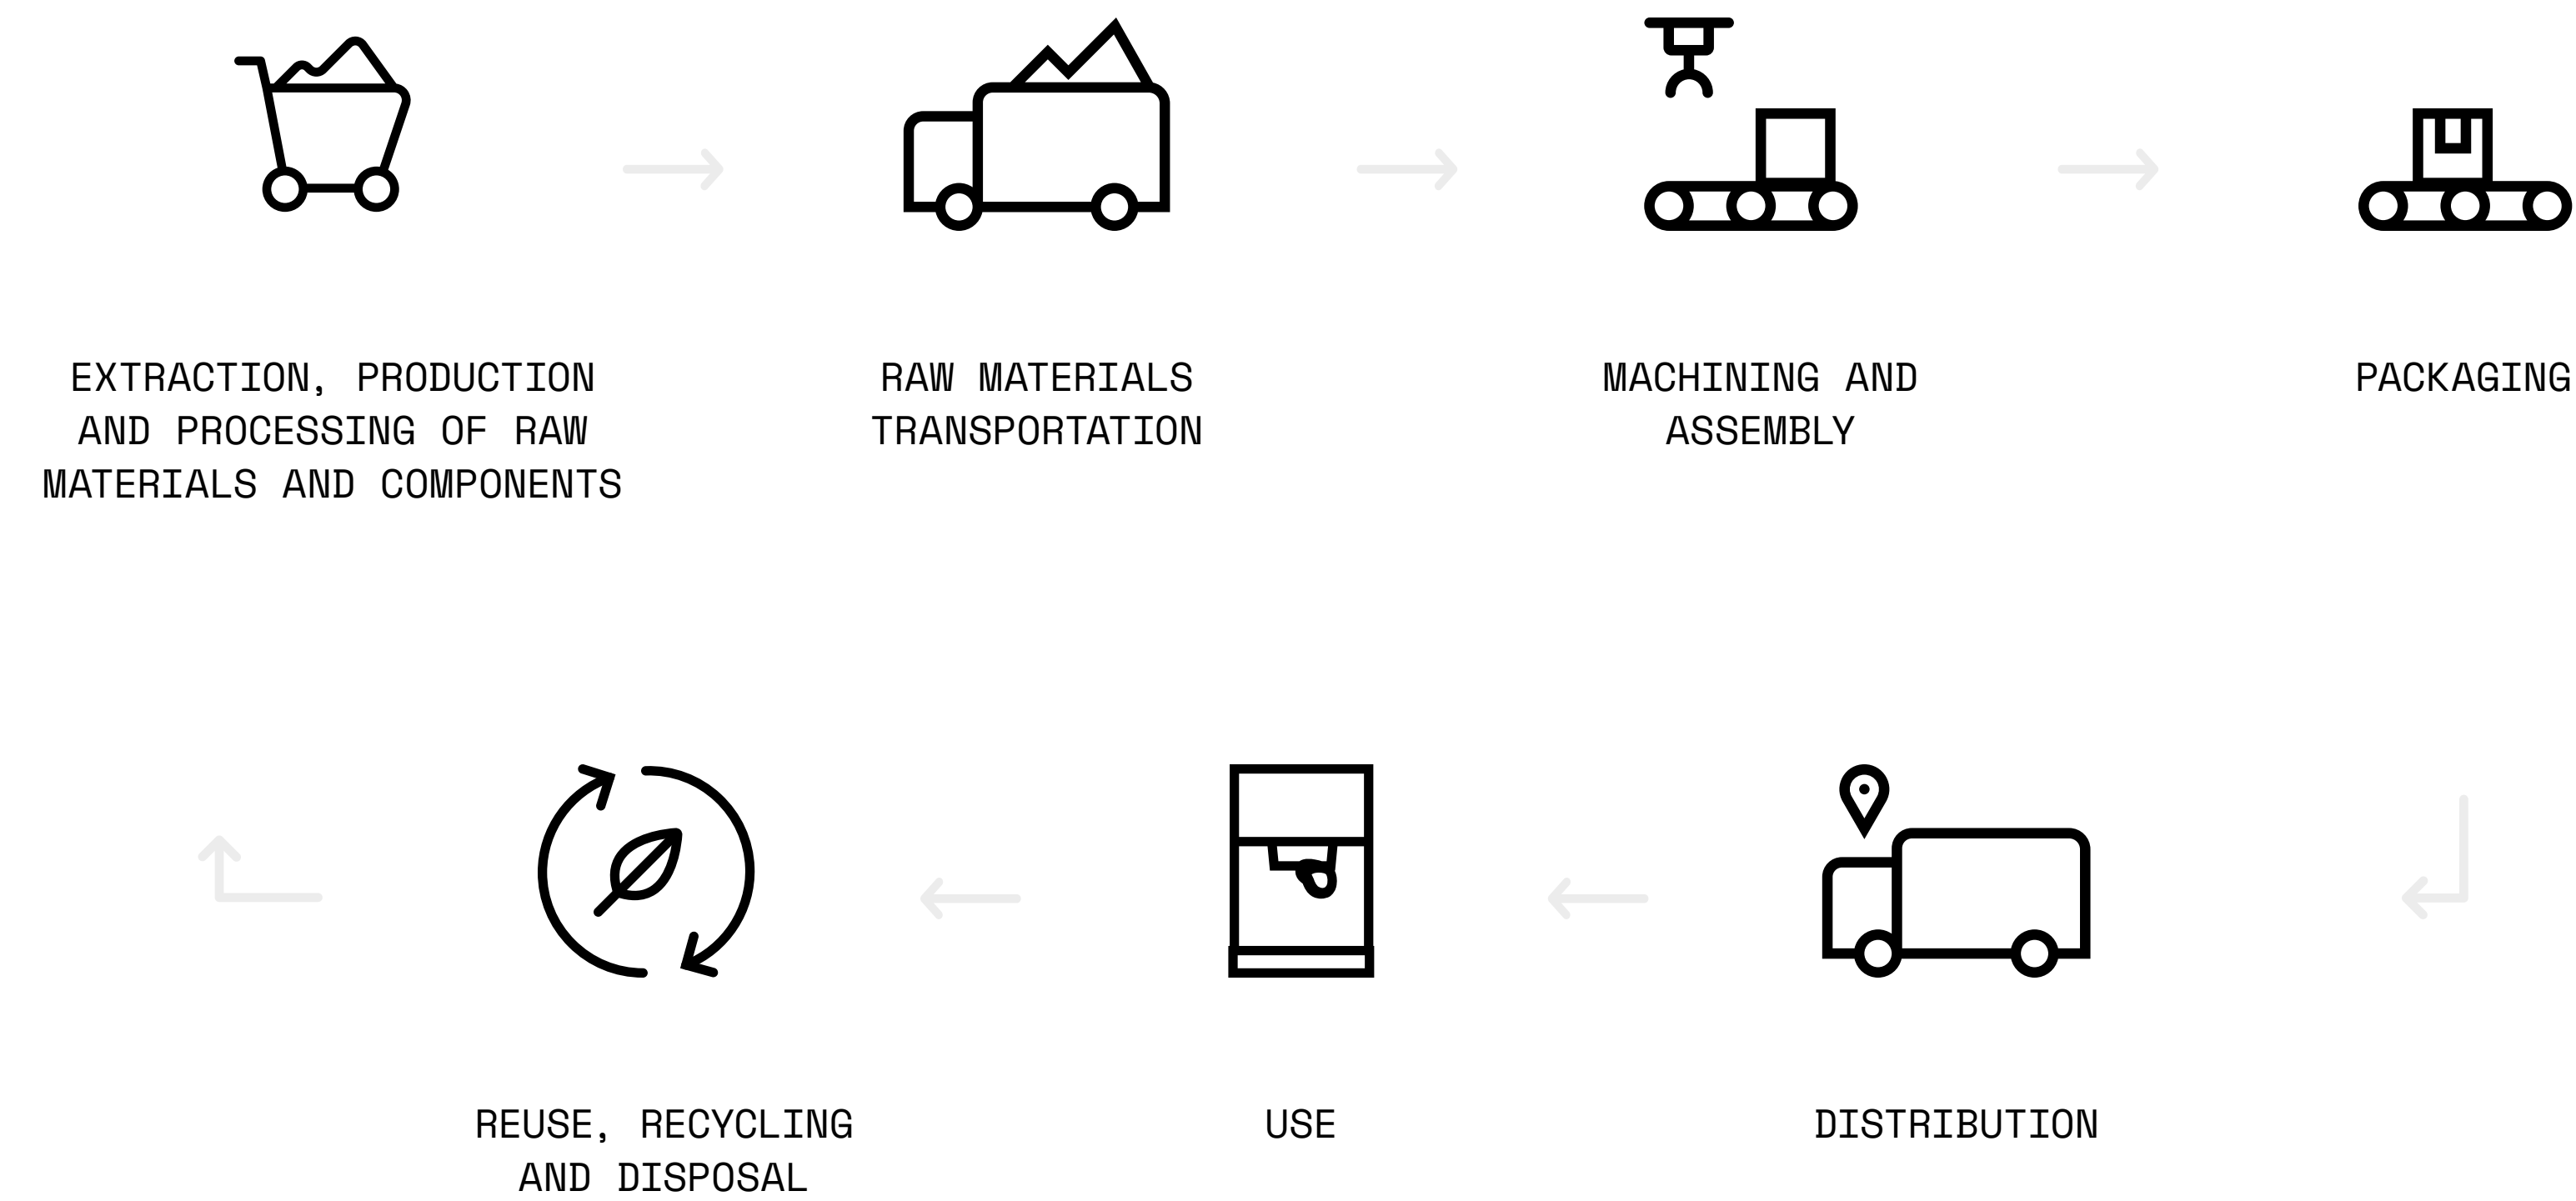 EXTRACTION, PRODUCTION
AND PROCESSING OF RAW
MATERIALS AND COMPONENTS
RAW MATERIALS
TRANSPORTATION
MACHINING AND
ASSEMBLY
PACKAGING
REUSE, RECYCLING
AND DISPOSAL
USE
DISTRIBUTION